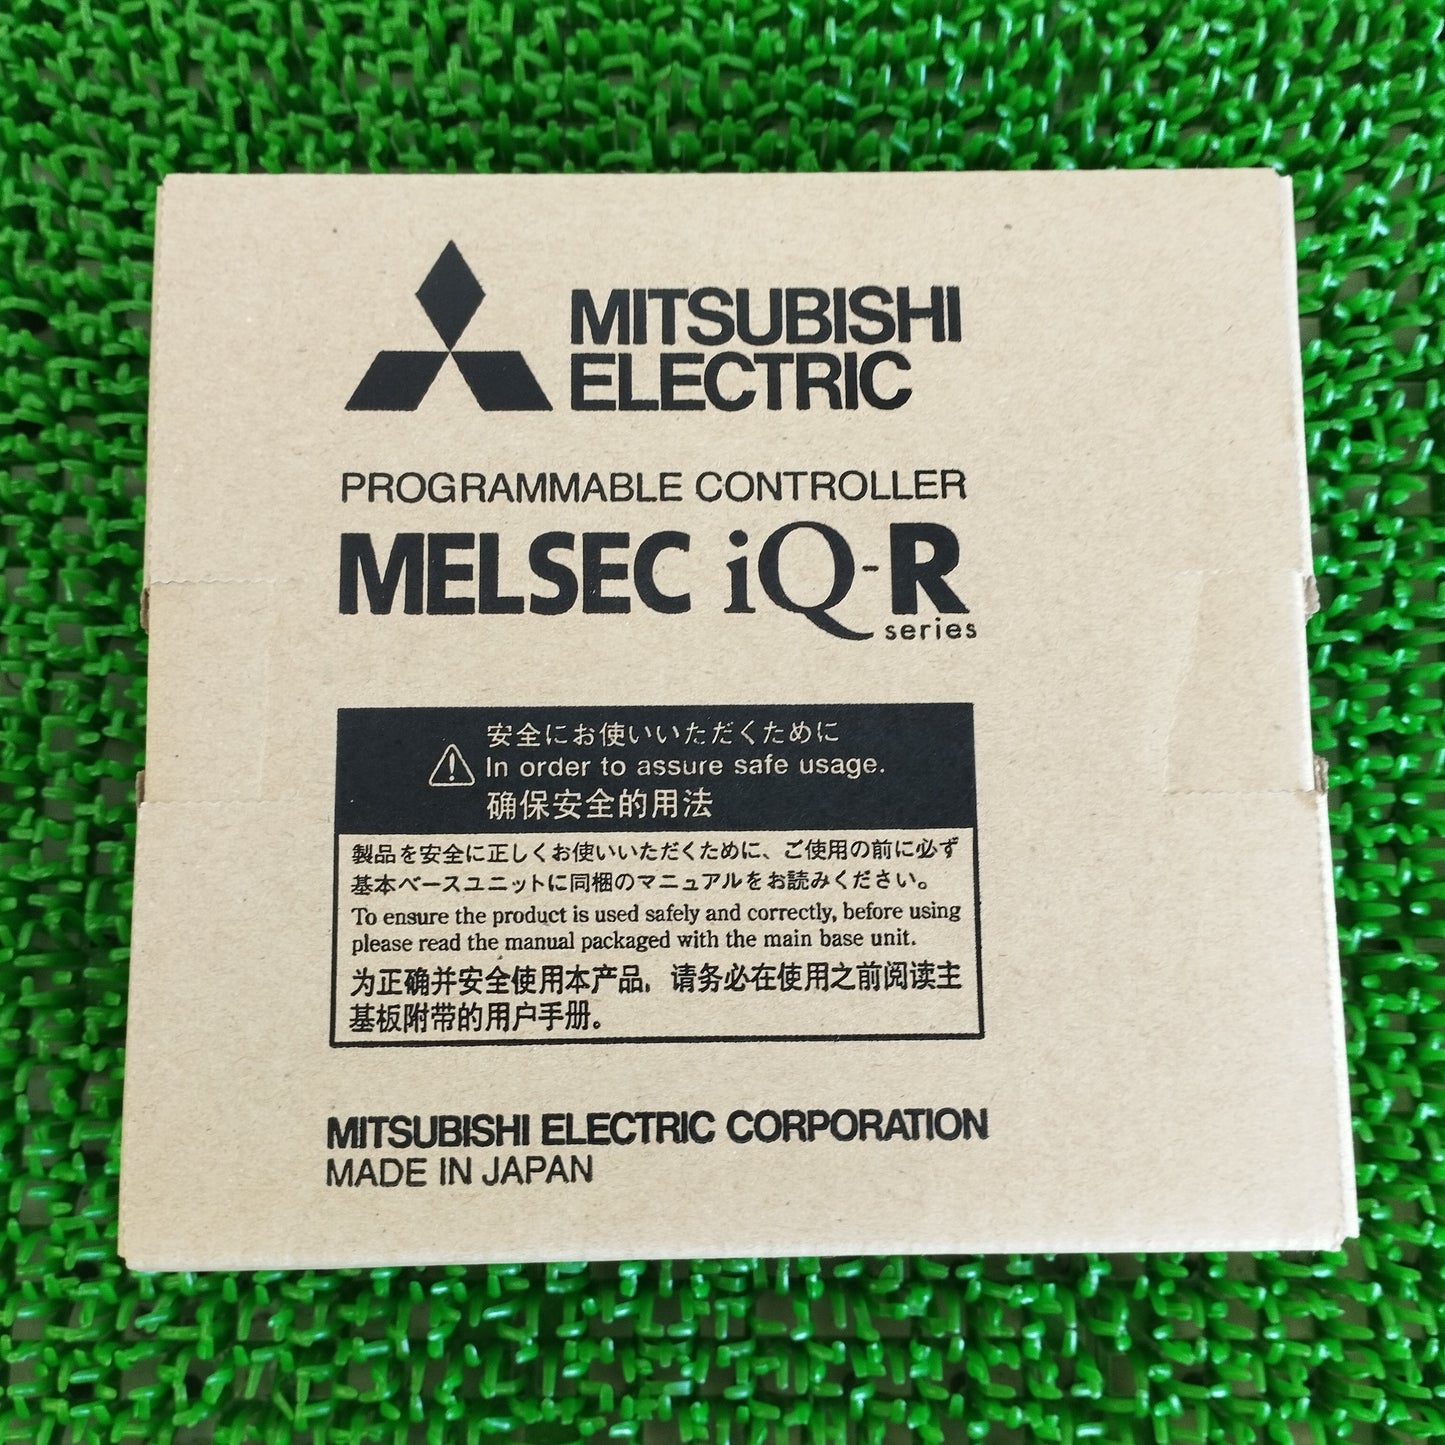 MITSUBISHI
ELECTRIC
PROGRAMMABLE CONTROLLER
MELSEC iQ-R
series
安全にお使いいただくために
In order to assure safe usage.
确保安全的用法
製品を安全に正しくお使いいただくために、ご使用の前に必ず
基本ベースユニットに同梱のマニュアルをお読みください。
To ensure the product is used safely and correctly, before using
please read the manual packaged with the main base unit.
为正确并安全使用本产品，请务必在使用之前阅读主
基板附带的用户手册。
MITSUBISHI ELECTRIC CORPORATION
MADE IN JAPAN